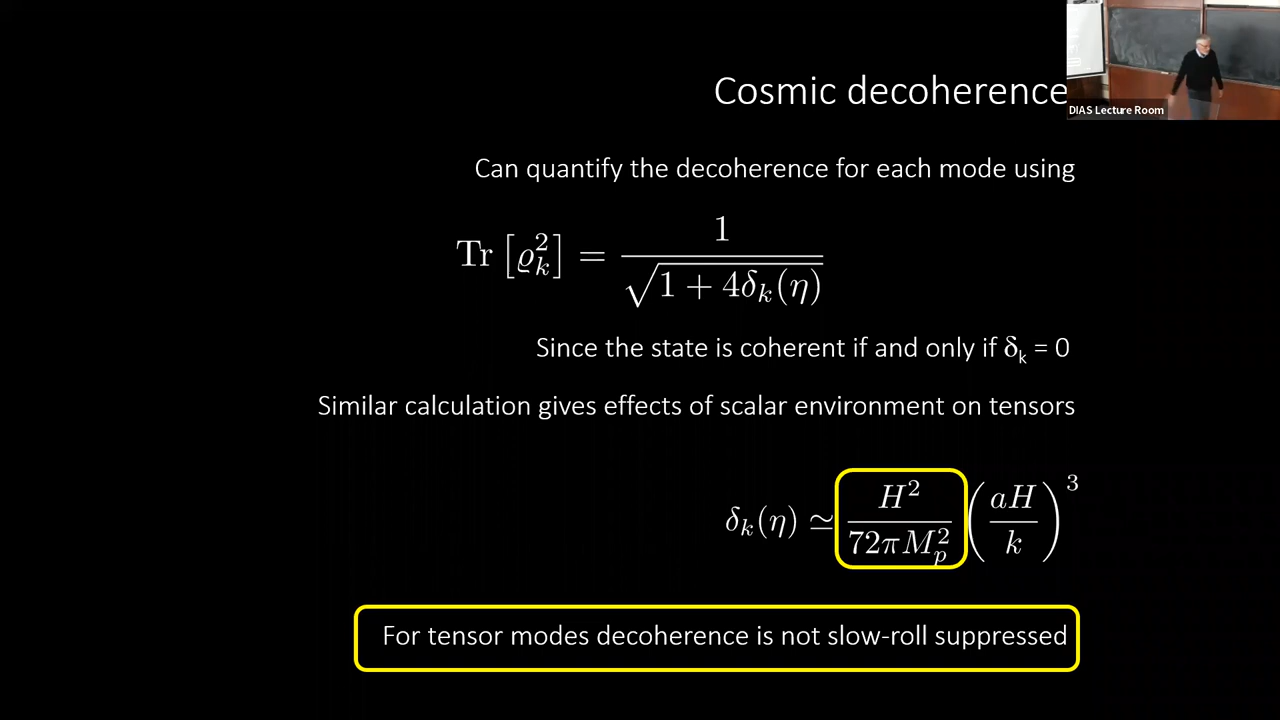 Cosmic decoherence
DIAS Lecture Room
Can quantify the decoherence for each mode using
Tr [ϱ_k^2] = 1 / √(1 + 4δ_k(η))
Since the state is coherent if and only if δ_k = 0
Similar calculation gives effects of scalar environment on tensors
δ_k(η) ≃ H^2 / (72πM_p^2) (aH / k)^3
For tensor modes decoherence is not slow-roll suppressed